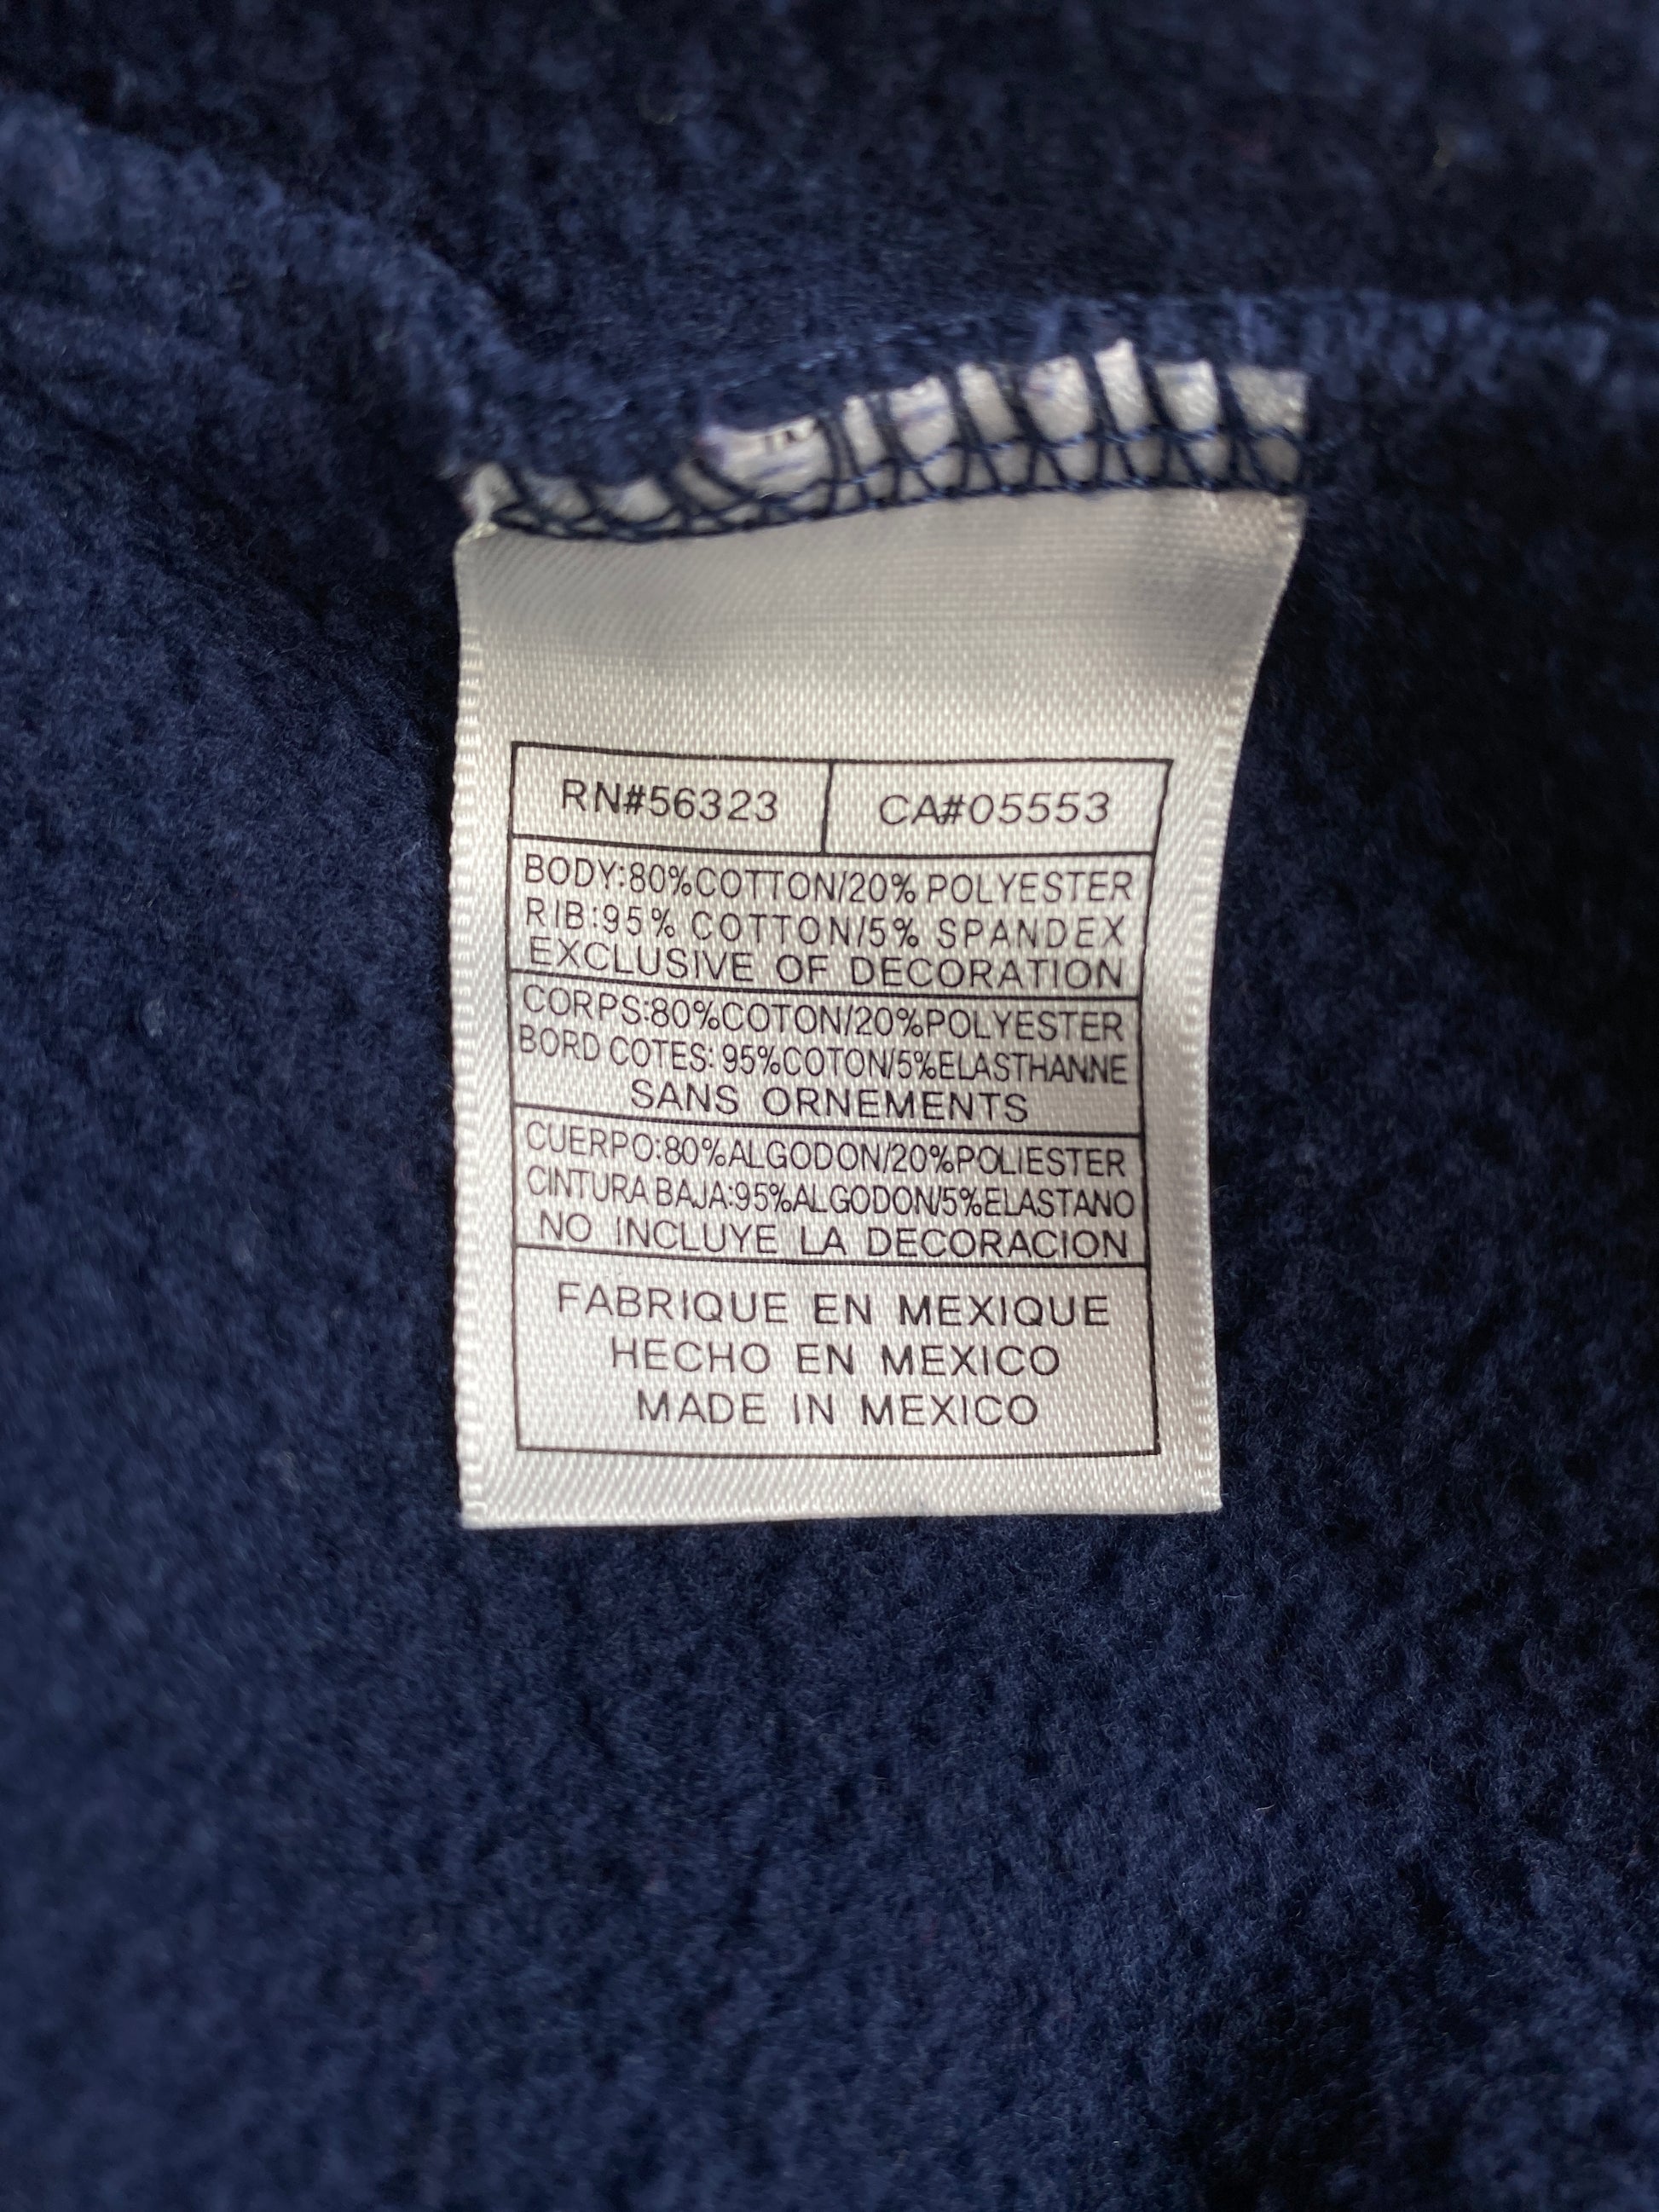 RN#56323 CA#05553
BODY:80%COTTON/20% POLYESTER
RIB:95% COTTON/5% SPANDEX
EXCLUSIVE OF DECORATION
CORPS:80%COTON/20%POLYESTER
BORD COTES: 95%COTON/5%ELASTHANNE
SANS ORNEMENTS
CUERPO:80%ALGODON/20%POLIESTER
CINTURA BAJA:95%ALGODON/5%ELASTANO
NO INCLUYE LA DECORACION
FABRIQUE EN MEXIQUE
HECHO EN MEXICO
MADE IN MEXICO